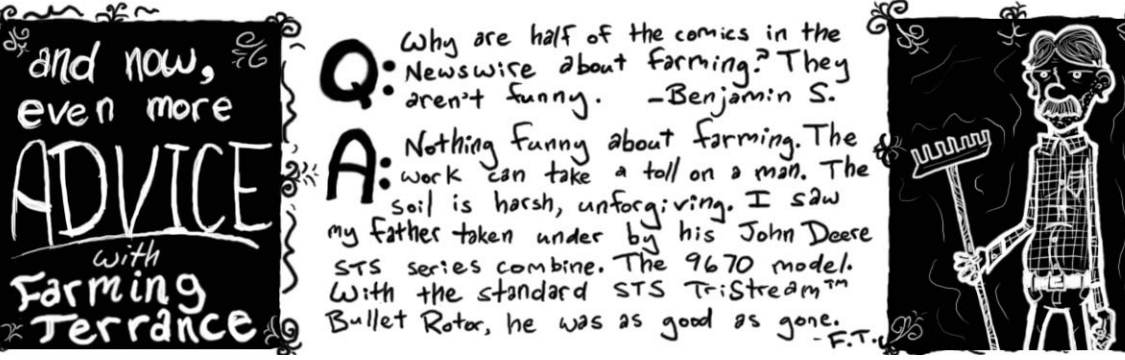 and now,
even more
ADVICE
with
Farming
Terrance
Q: Why are half of the comics in the
Newswire about farming? They
aren't funny. -Benjamin S.
A: Nothing funny about farming. The
work can take a toll on a man. The
soil is harsh, unforgiving. I saw
my father taken under by his John Deere
STS series combine. The 9670 model.
With the standard STS TriStream™
Bullet Rotor, he was as good as gone.
-F.T.